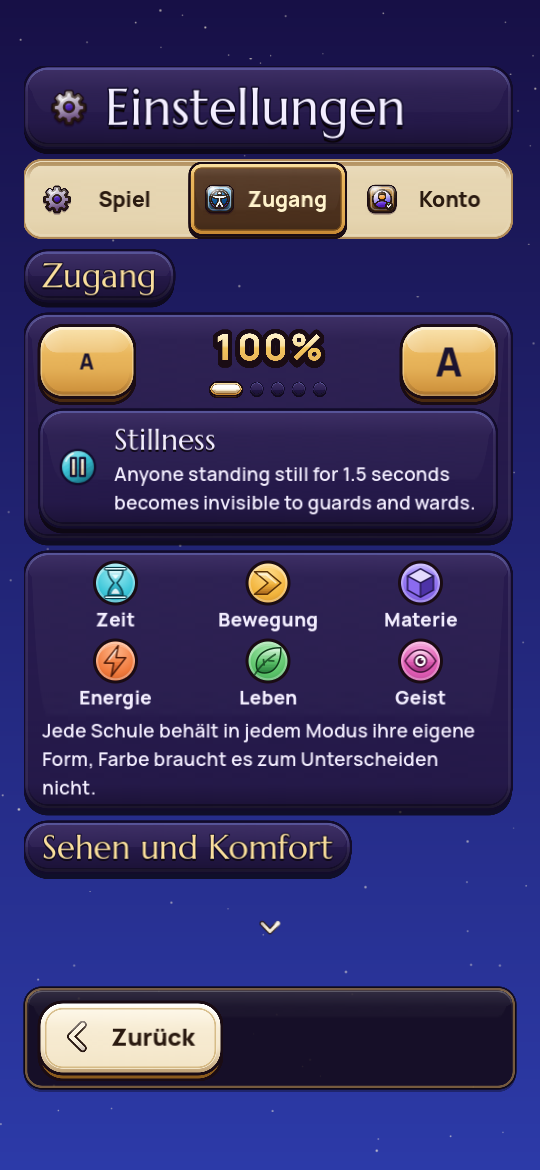 Einstellungen
Spiel
Zugang
Konto
Zugang
A
100%
A
Stillness
Anyone standing still for 1.5 seconds
becomes invisible to guards and wards.
Zeit
Bewegung
Materie
Energie
Leben
Geist
Jede Schule behält in jedem Modus ihre eigene
Form, Farbe braucht es zum Unterscheiden
nicht.
Sehen und Komfort
Zurück